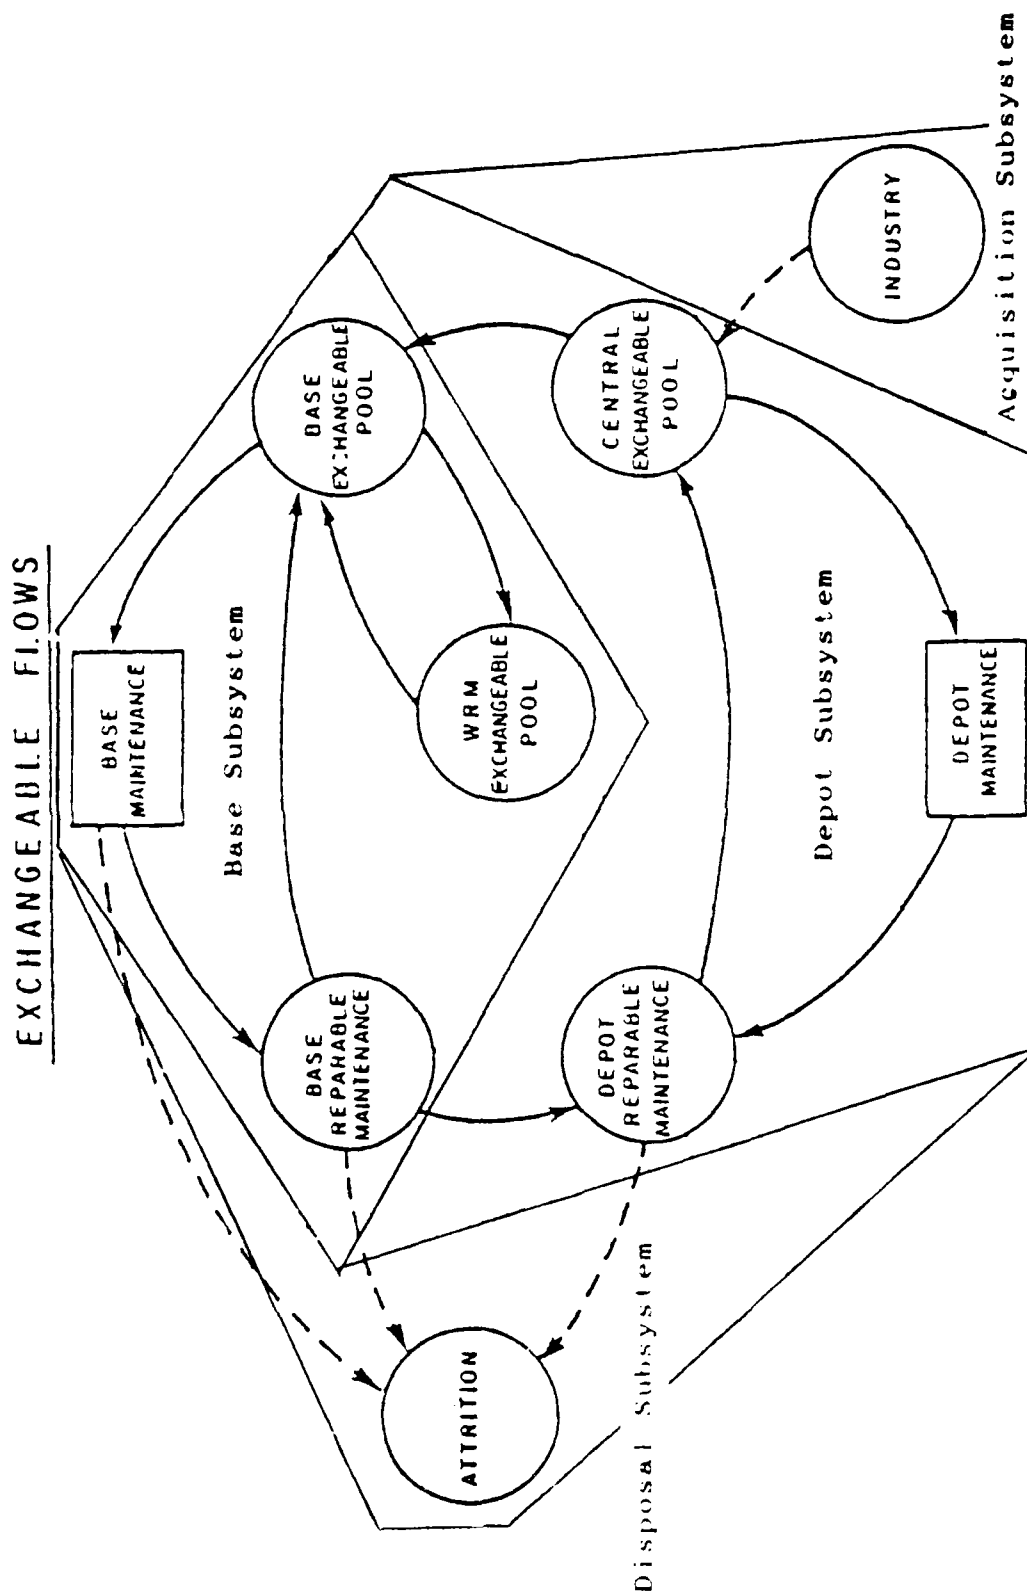 EXCHANGEABLE FLOWS
BASE
MAINTENANCE
Base Subsystem
BASE
REPARABLE
MAINTENANCE
BASE
EXCHANGEABLE
POOL
WRM
EXCHANGEABLE
POOL
ATTRITION
DEPOT
REPARABLE
MAINTENANCE
CENTRAL
EXCHANGEABLE
POOL
Disposal Subsystem
Depot Subsystem
INDUSTRY
DEPOT
MAINTENANCE
Acquisition Subsystem